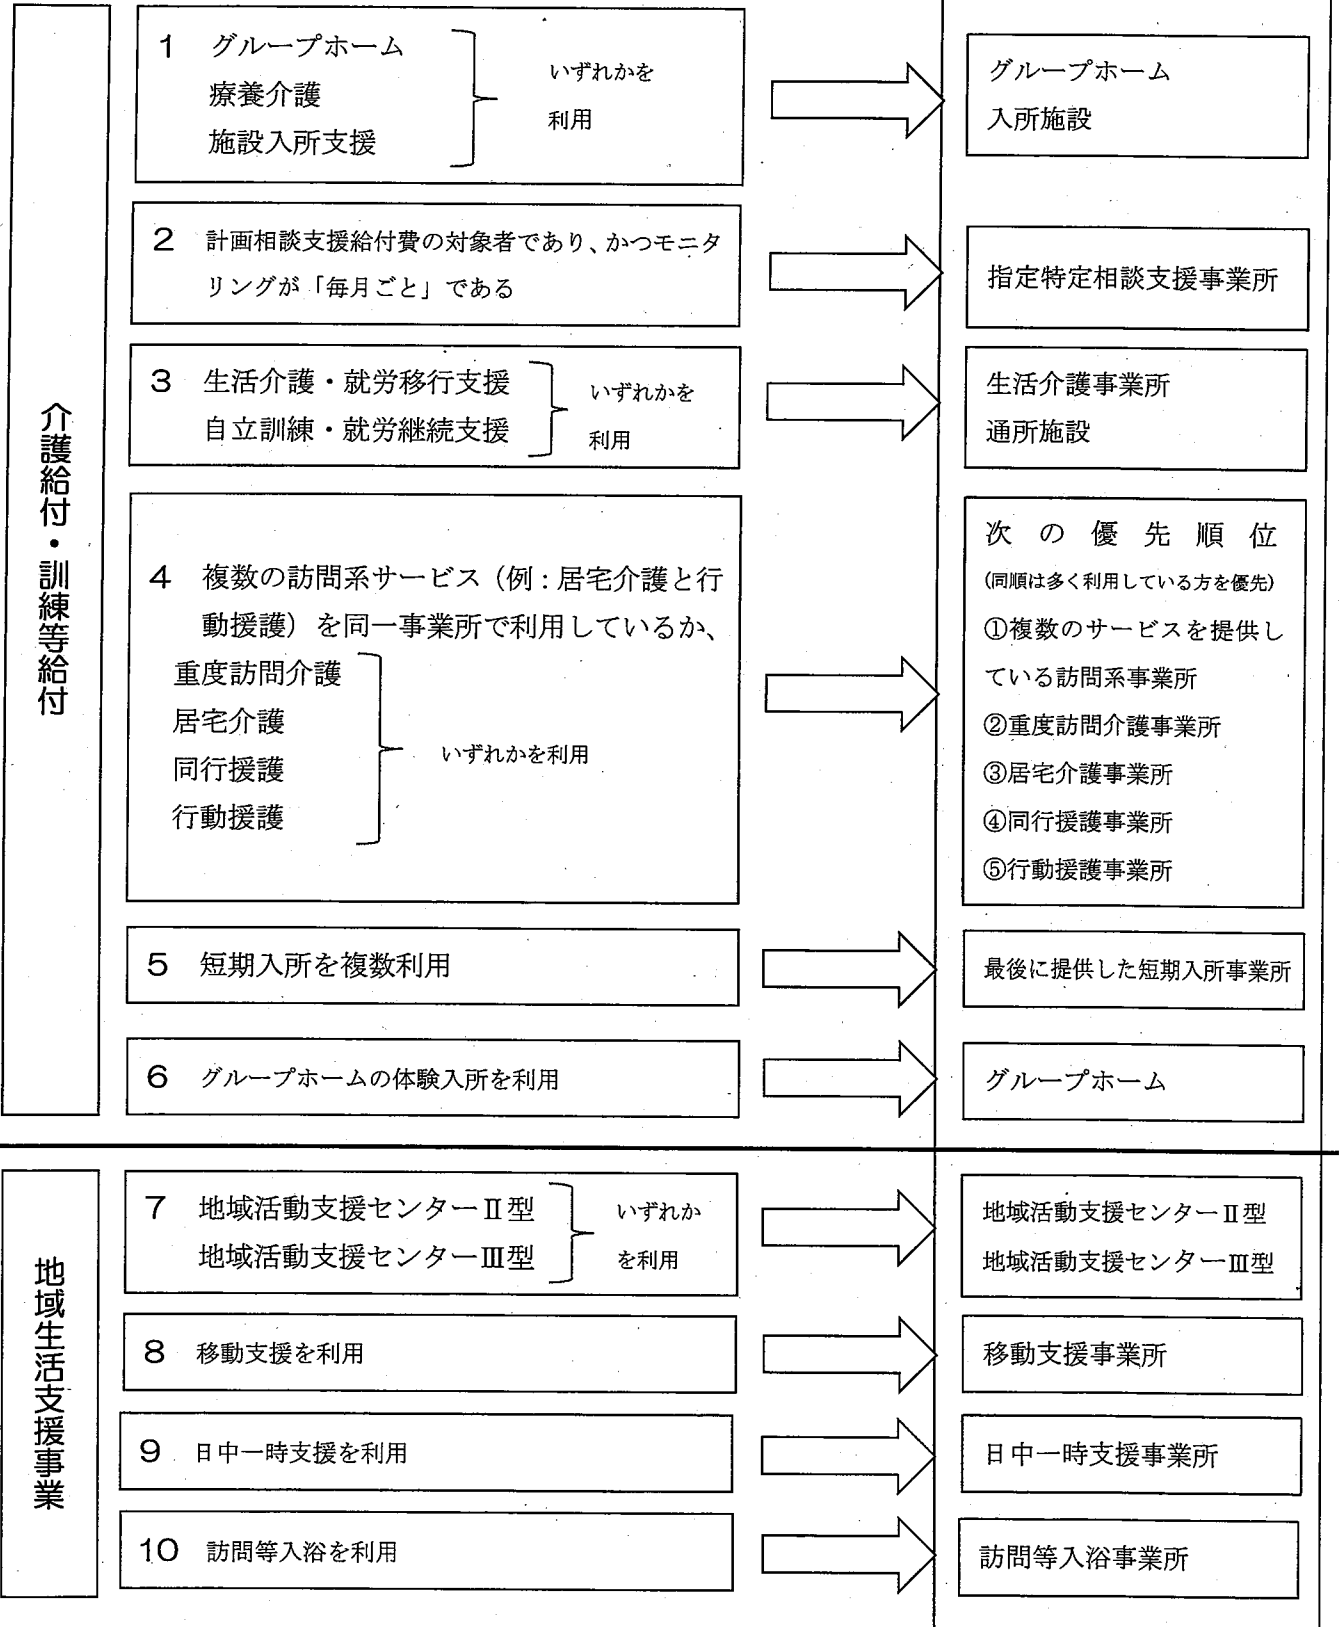 介護給付・訓練等給付
1 グループホーム
療養介護
施設入所支援
いずれかを
利用
グループホーム
入所施設
2 計画相談支援給付費の対象者であり、かつモニタ
リングが「毎月ごと」である
指定特定相談支援事業所
3 生活介護・就労移行支援
自立訓練・就労継続支援
いずれかを
利用
生活介護事業所
通所施設
4 複数の訪問系サービス（例：居宅介護と行
動援護）を同一事業所で利用しているか、
重度訪問介護
居宅介護
同行援護
行動援護
いずれかを利用
次の優先順位
(同順は多く利用している方を優先)
①複数のサービスを提供し
ている訪問系事業所
②重度訪問介護事業所
③居宅介護事業所
④同行援護事業所
⑤行動援護事業所
5 短期入所を複数利用
最後に提供した短期入所事業所
6 グループホームの体験入所を利用
グループホーム
地域生活支援事業
7 地域活動支援センターⅡ型
地域活動支援センターⅢ型
いずれか
を利用
地域活動支援センターⅡ型
地域活動支援センターⅢ型
8 移動支援を利用
移動支援事業所
9 日中一時支援を利用
日中一時支援事業所
10 訪問等入浴を利用
訪問等入浴事業所